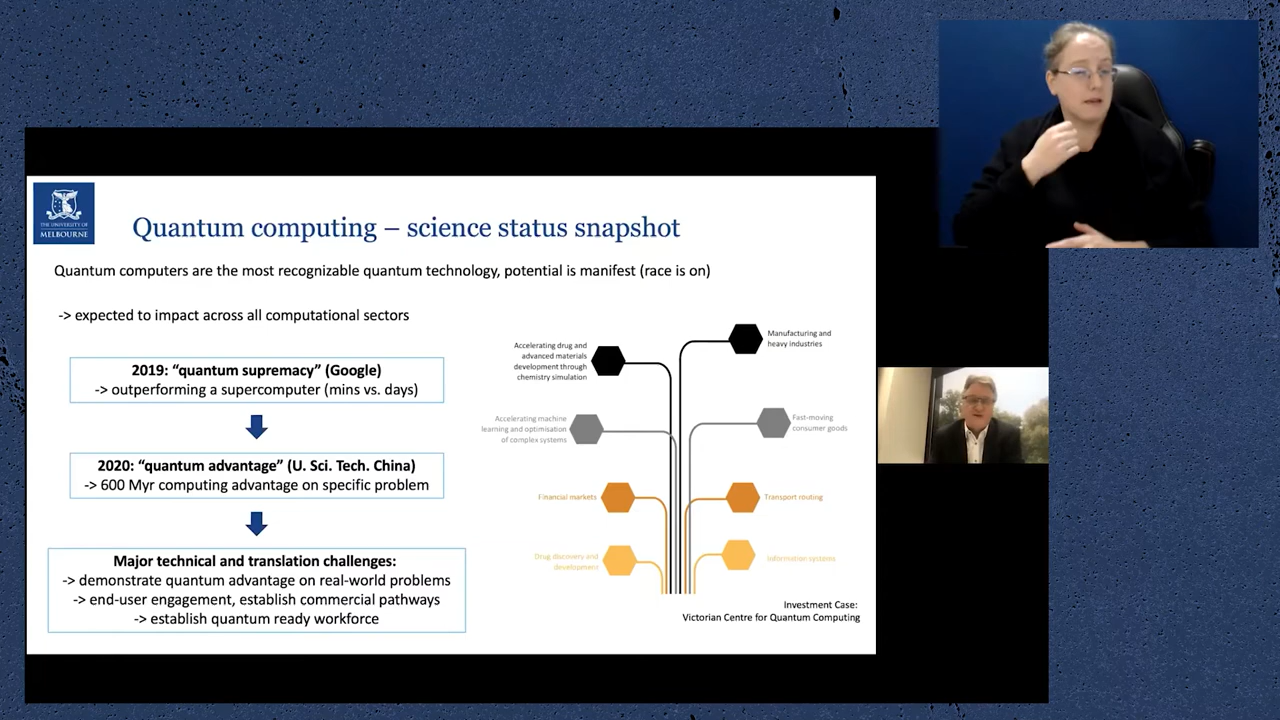 THE UNIVERSITY OF
MELBOURNE
Quantum computing – science status snapshot
Quantum computers are the most recognizable quantum technology, potential is manifest (race is on)
-> expected to impact across all computational sectors
2019: “quantum supremacy” (Google)
-> outperforming a supercomputer (mins vs. days)
2020: “quantum advantage” (U. Sci. Tech. China)
-> 600 Myr computing advantage on specific problem
Major technical and translation challenges:
-> demonstrate quantum advantage on real-world problems
-> end-user engagement, establish commercial pathways
-> establish quantum ready workforce
Accelerating drug and
advanced materials
development through
chemistry simulation
Manufacturing and
heavy industries
Accelerating machine
learning and optimisation
of complex systems
Fast-moving
consumer goods
Financial markets
Transport routing
Drug discovery and
development
Information systems
Investment Case:
Victorian Centre for Quantum Computing